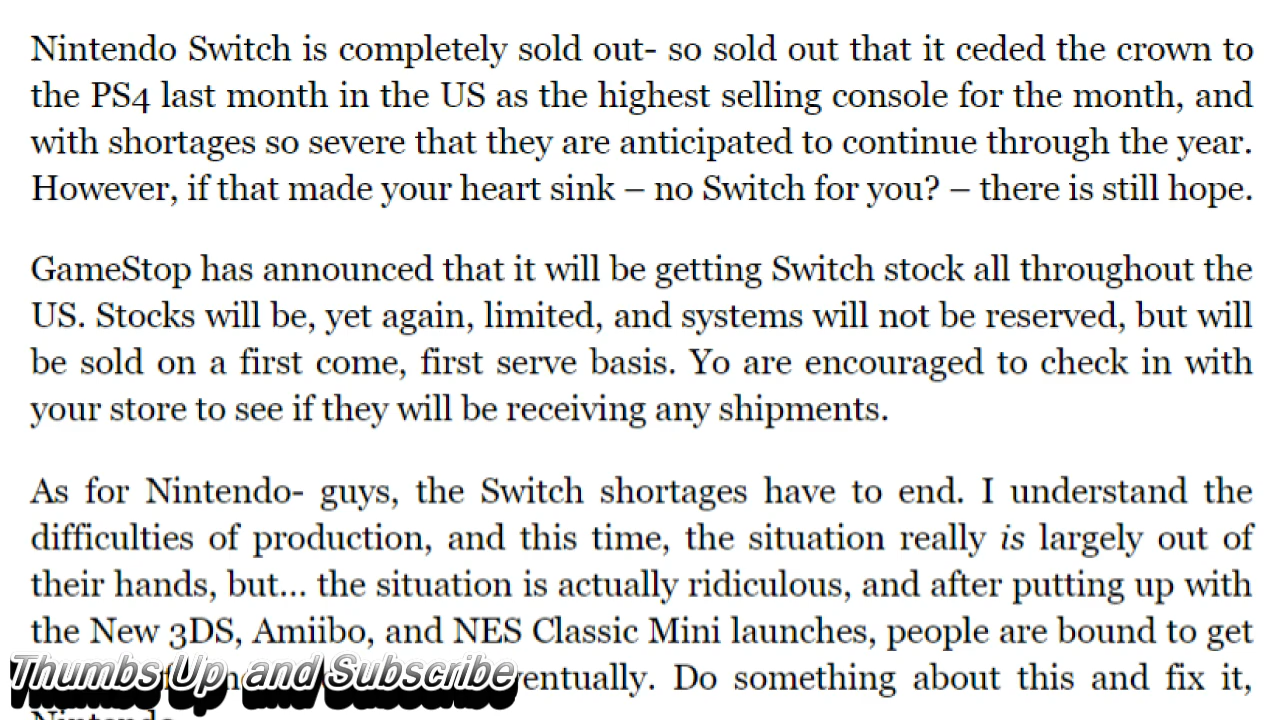 Nintendo Switch is completely sold out- so sold out that it ceded the crown to
the PS4 last month in the US as the highest selling console for the month, and
with shortages so severe that they are anticipated to continue through the year.
However, if that made your heart sink – no Switch for you? – there is still hope.
GameStop has announced that it will be getting Switch stock all throughout the
US. Stocks will be, yet again, limited, and systems will not be reserved, but will
be sold on a first come, first serve basis. Yo are encouraged to check in with
your store to see if they will be receiving any shipments.
As for Nintendo- guys, the Switch shortages have to end. I understand the
difficulties of production, and this time, the situation really is largely out of
their hands, but... the situation is actually ridiculous, and after putting up with
the New 3DS, Amiibo, and NES Classic Mini launches, people are bound to get
Thumbs Up and Subscribe
Do something about this and fix it,